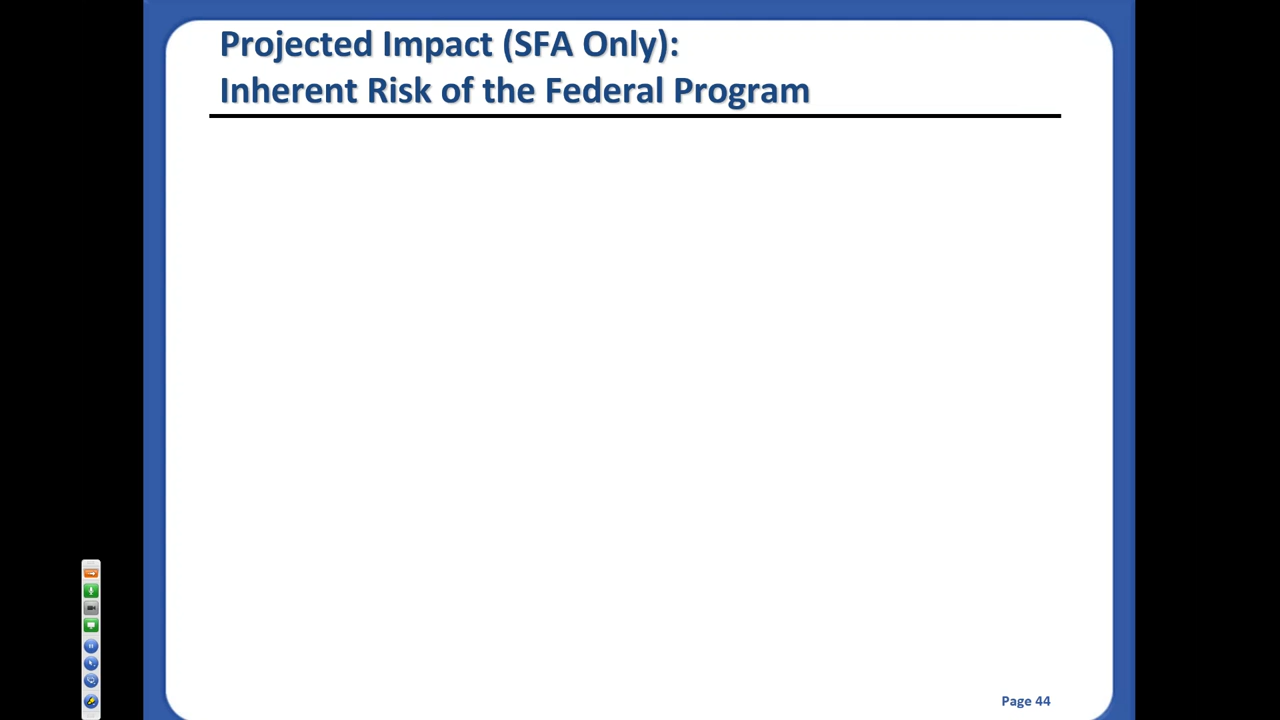 Projected Impact (SFA Only):
Inherent Risk of the Federal Program
Page 44